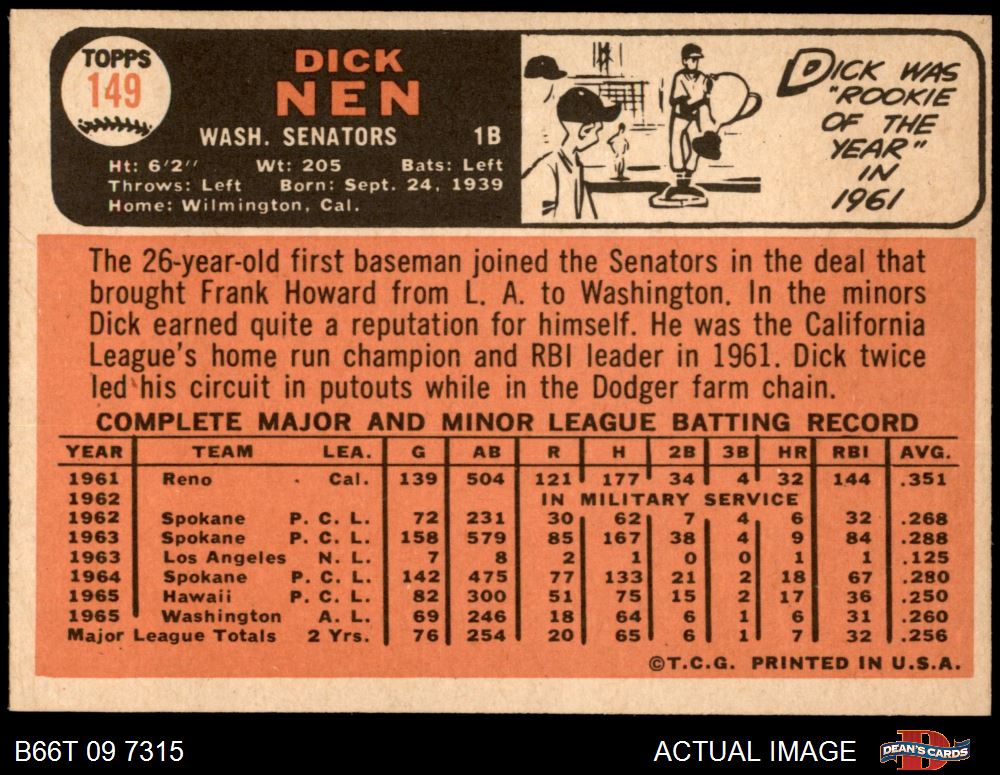 TOPPS
149
DICK
NEN
WASH. SENATORS 1B
Ht: 6'2" Wt: 205 Bats: Left
Throws: Left Born: Sept. 24, 1939
Home: Wilmington, Cal.
DICK WAS
"ROOKIE
OF THE
YEAR"
IN
1961
The 26-year-old first baseman joined the Senators in the deal that
brought Frank Howard from L. A. to Washington. In the minors
Dick earned quite a reputation for himself. He was the California
League's home run champion and RBI leader in 1961. Dick twice
led his circuit in putouts while in the Dodger farm chain.
COMPLETE MAJOR AND MINOR LEAGUE BATTING RECORD
YEAR TEAM LEA. G AB R H 2B 3B HR RBI AVG.
1961 Reno Cal. 139 504 121 177 34 4 32 144 .351
1962 IN MILITARY SERVICE
1962 Spokane P. C. L. 72 231 30 62 7 4 6 32 .268
1963 Spokane P. C. L. 158 579 85 167 38 4 9 84 .288
1963 Los Angeles N. L. 7 8 2 1 0 0 1 1 .125
1964 Spokane P. C. L. 142 475 77 133 21 2 18 67 .280
1965 Hawaii P. C. L. 82 300 51 75 15 2 17 36 .250
1965 Washington A. L. 69 246 18 64 6 1 6 31 .260
Major League Totals 2 Yrs. 76 254 20 65 6 1 7 32 .256
©T.C.G. PRINTED IN U.S.A.
B66T 09 7315 ACTUAL IMAGE DEAN'S CARDS